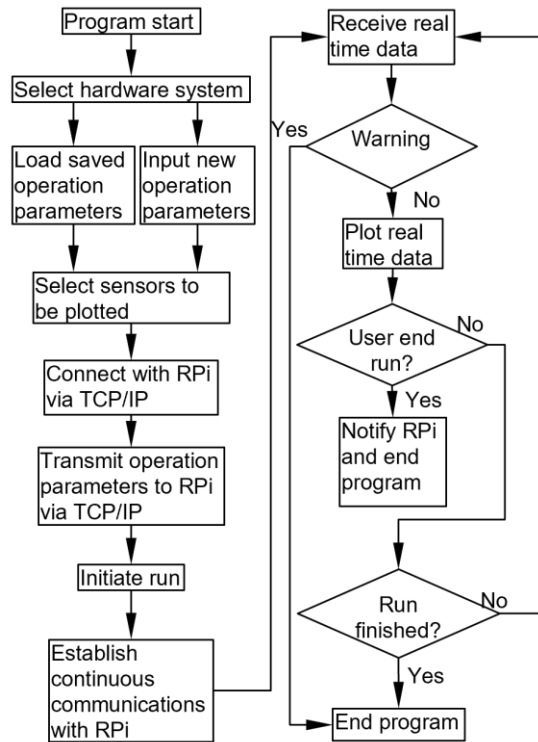 Program start
Select hardware system
Load saved
operation
parameters
Input new
operation
parameters
Select sensors to
be plotted
Connect with RPi
via TCP/IP
Transmit operation
parameters to RPi
via TCP/IP
Initiate run
Establish
continuous
communications
with RPi
Receive real
time data
Yes
Warning
No
Plot real
time data
No
User end
run?
Yes
Notify RPi
and end
program
No
Run
finished?
Yes
End program